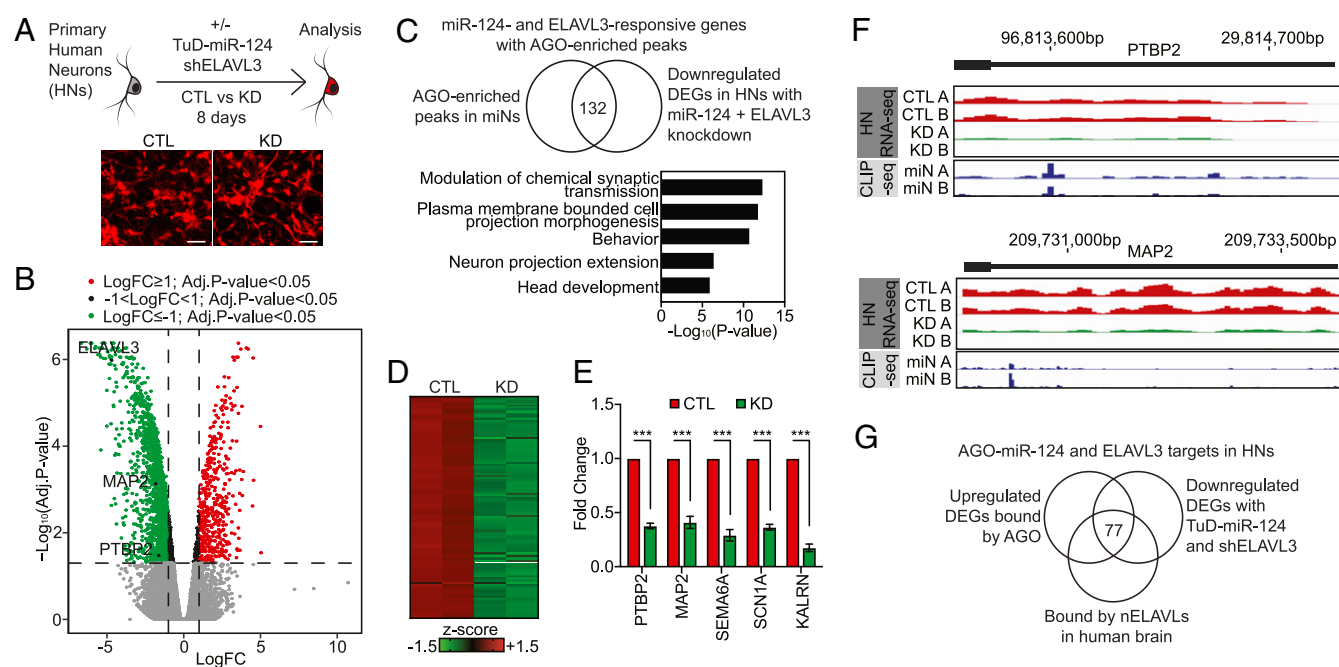 A
Primary
Human
Neurons
(HNs)
+/-
TuD-miR-124
shELAVL3
CTL vs KD
8 days
Analysis
CTL
KD
B
LogFC≥1; Adj.P-value<0.05
-1<LogFC<1; Adj.P-value<0.05
LogFC≤-1; Adj.P-value<0.05
−Log₁₀(Adj.P-value)
6
4
2
0
ELAVL3
MAP2
PTBP2
-5
0
5
10
LogFC
C
miR-124- and ELAVL3-responsive genes
with AGO-enriched peaks
AGO-enriched
peaks in miNs
132
Downregulated
DEGs in HNs with
miR-124 + ELAVL3
knockdown
Modulation of chemical synaptic
transmission
Plasma membrane bounded cell
projection morphogenesis
Behavior
Neuron projection extension
Head development
0
5
10
15
-Log₁₀(P-value)
D
CTL
KD
z-score
-1.5
+1.5
E
CTL
KD
Fold Change
1.5
1.0
0.5
0
***
***
***
***
***
PTBP2
MAP2
SEMA6A
SCN1A
KALRN
F
96,813,600bp
29,814,700bp
PTBP2
HN
RNA-seq
CTL A
CTL B
KD A
KD B
CLIP
-seq
miN A
miN B
209,731,000bp
209,733,500bp
MAP2
HN
RNA-seq
CTL A
CTL B
KD A
KD B
CLIP
-seq
miN A
miN B
G
AGO-miR-124 and ELAVL3 targets in HNs
Upregulated
DEGs bound
by AGO
77
Downregulated
DEGs with
TuD-miR-124
and shELAVL3
Bound by nELAVLs
in human brain